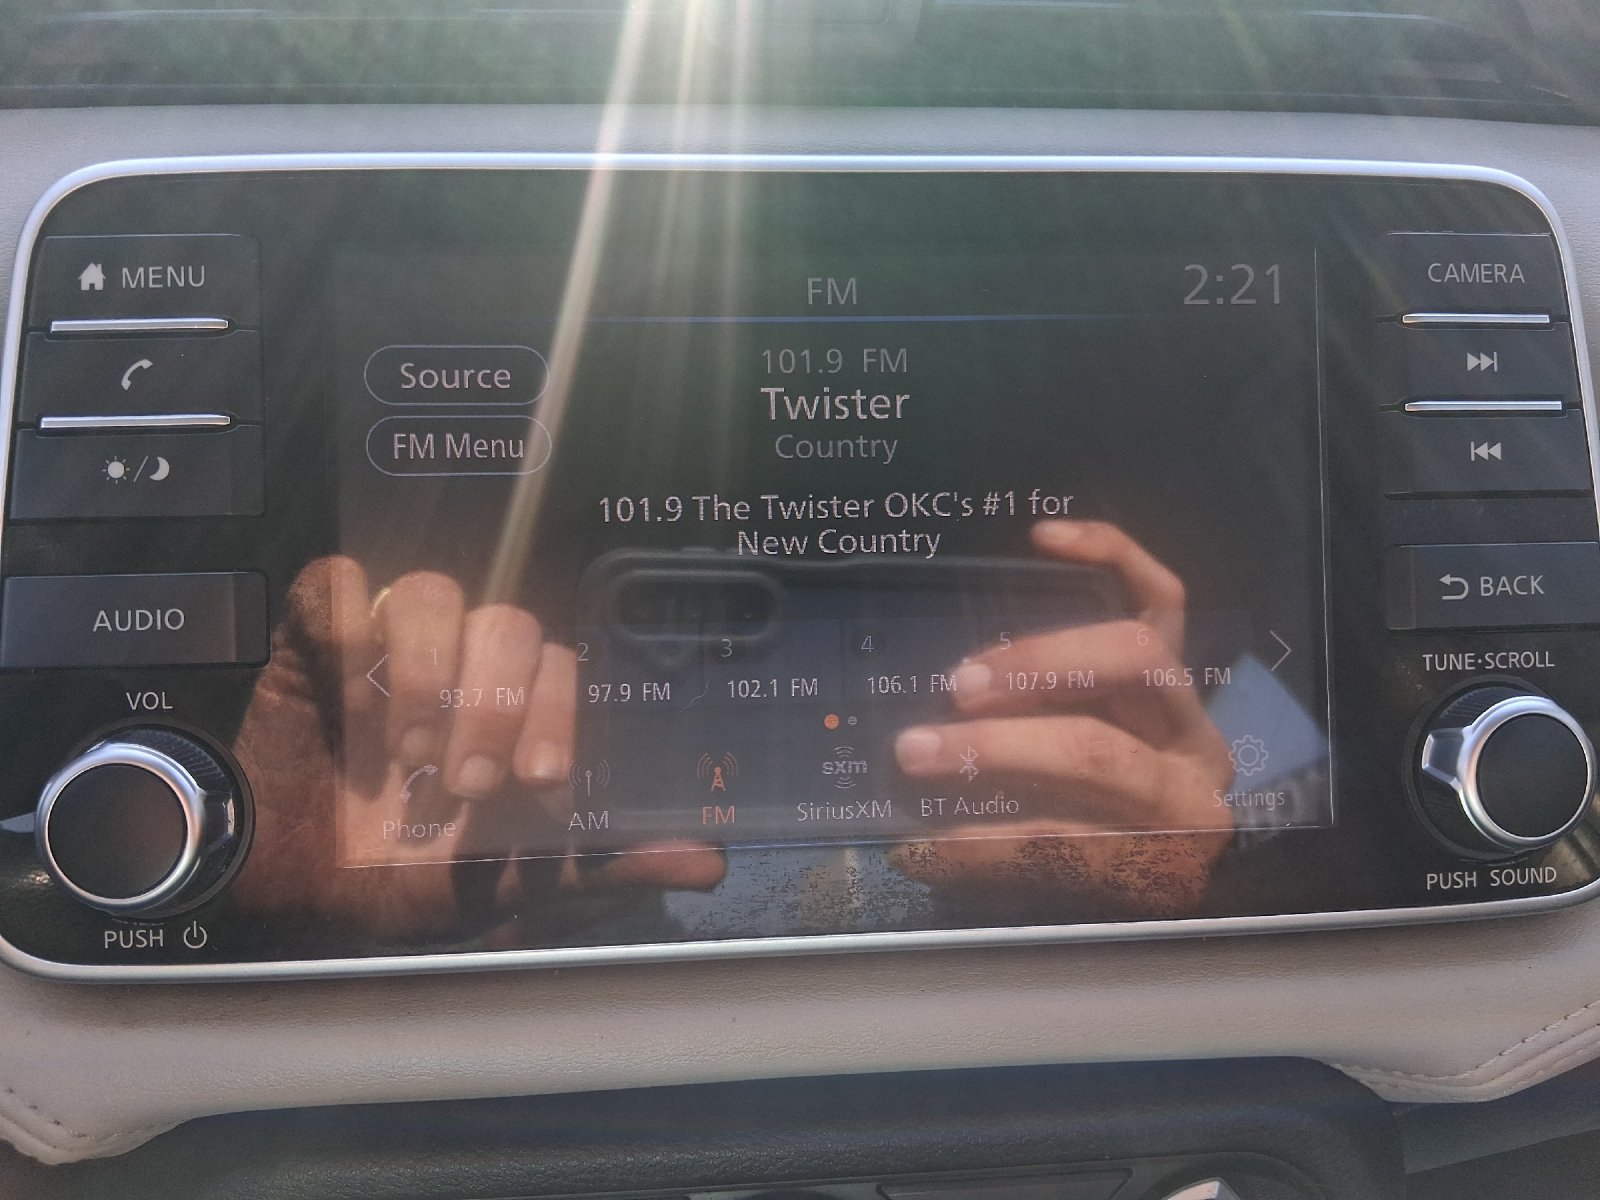 MENU
FM
2:21
CAMERA
101.9 FM
Source
Twister
FM Menu
Country
101.9 The Twister OKC's #1 for
New Country
AUDIO
BACK
VOL
TUNE·SCROLL
1 2 3 4 5 6
93.7 FM 97.9 FM 102.1 FM 106.1 FM 107.9 FM 106.5 FM
sxm
Phone AM FM SiriusXM BT Audio Settings
PUSH
PUSH SOUND